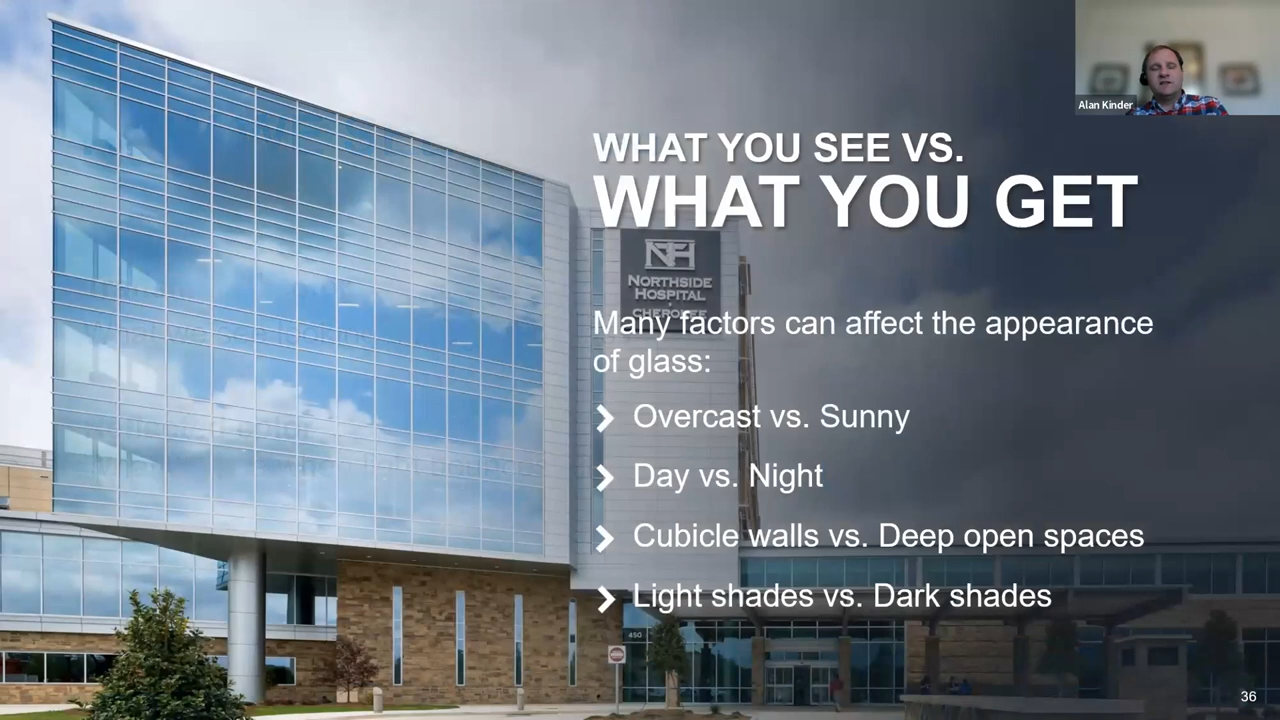 Alan Kinder
WHAT YOU SEE VS.
WHAT YOU GET
NORTHSIDE
HOSPITAL
CHEROKEE
Many factors can affect the appearance
of glass:
Overcast vs. Sunny
Day vs. Night
Cubicle walls vs. Deep open spaces
Light shades vs. Dark shades
450
36